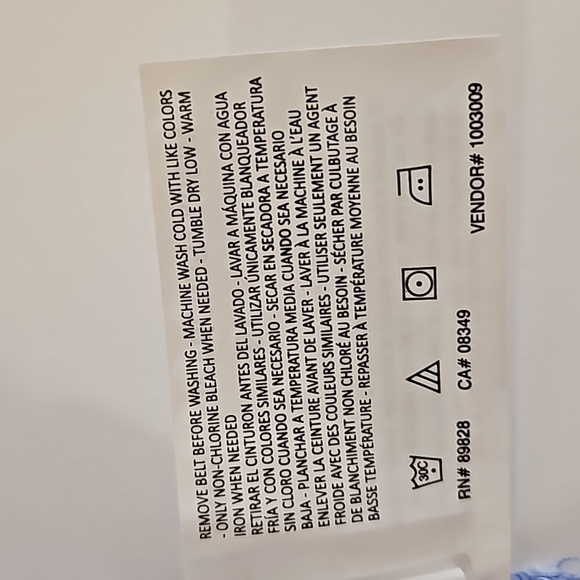 REMOVE BELT BEFORE WASHING - MACHINE WASH COLD WITH LIKE COLORS
- ONLY NON-CHLORINE BLEACH WHEN NEEDED - TUMBLE DRY LOW - WARM
IRON WHEN NEEDED
RETIRAR EL CINTURON ANTES DEL LAVADO - LAVAR A MÁQUINA CON AGUA
FRÍA Y CON COLORES SIMILARES - UTILIZAR ÚNICAMENTE BLANQUEADOR
SIN CLORO CUANDO SEA NECESARIO - SECAR EN SECADORA A TEMPERATURA
BAJA - PLANCHAR A TEMPERATURA MEDIA CUANDO SEA NECESARIO
ENLEVER LA CEINTURE AVANT DE LAVER - LAVER À LA MACHINE À L'EAU
FROIDE AVEC DES COULEURS SIMILAIRES - UTILISER SEULEMENT UN AGENT
DE BLANCHIMENT NON CHLORÉ AU BESOIN - SÉCHER PAR CULBUTAGE À
BASSE TEMPÉRATURE - REPASSER À TEMPÉRATURE MOYENNE AU BESOIN
30C
RN# 89828 CA# 08349 VENDOR# 1003009